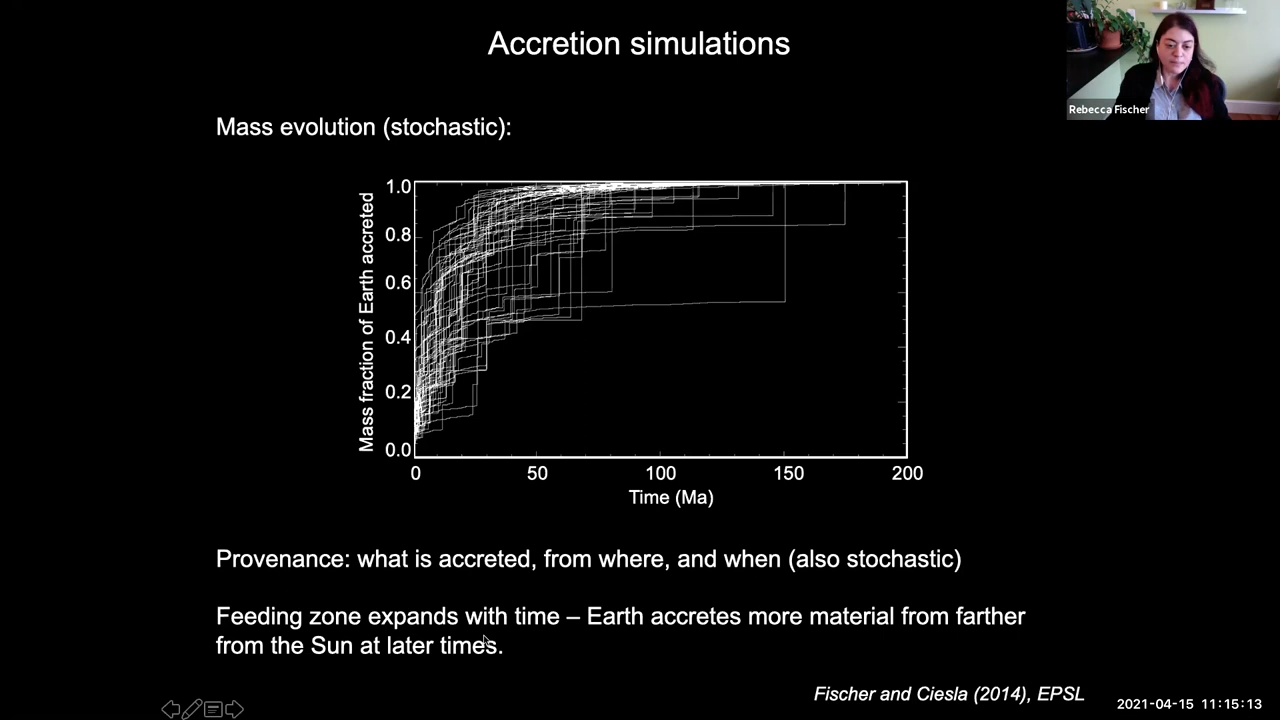 Accretion simulations
Rebecca Fischer
Mass evolution (stochastic):
Mass fraction of Earth accreted
1.0
0.8
0.6
0.4
0.2
0.0
0 50 100 150 200
Time (Ma)
Provenance: what is accreted, from where, and when (also stochastic)
Feeding zone expands with time – Earth accretes more material from farther
from the Sun at later times.
Fischer and Ciesla (2014), EPSL
2021-04-15 11:15:13